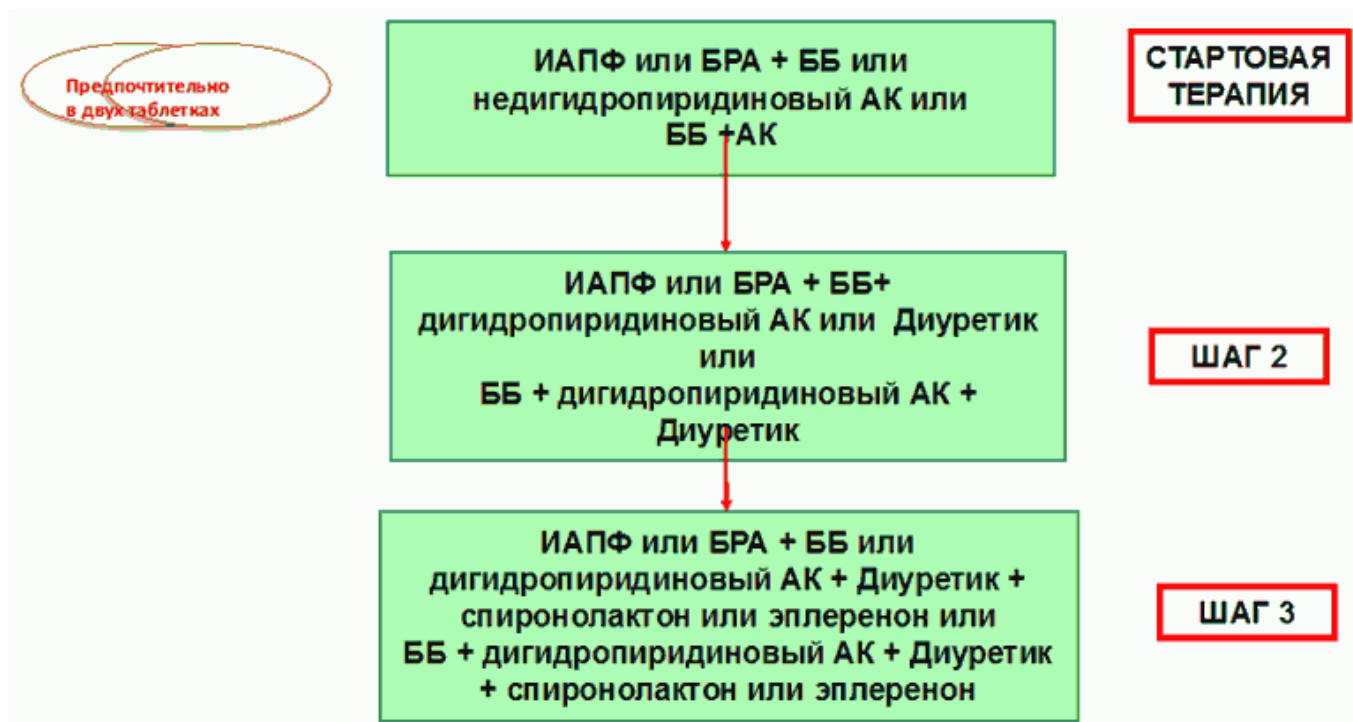 Предпочтительно
в двух таблетках
ИАПФ или БРА + ББ или
недигидропиридиновый АК или
ББ +АК
СТАРТОВАЯ
ТЕРАПИЯ
ИАПФ или БРА + ББ+
дигидропиридиновый АК или Диуретик
или
ББ + дигидропиридиновый АК +
Диуретик
ШАГ 2
ИАПФ или БРА + ББ или
дигидропиридиновый АК + Диуретик +
спиронолактон или эплеренон или
ББ + дигидропиридиновый АК + Диуретик
+ спиронолактон или эплеренон
ШАГ 3